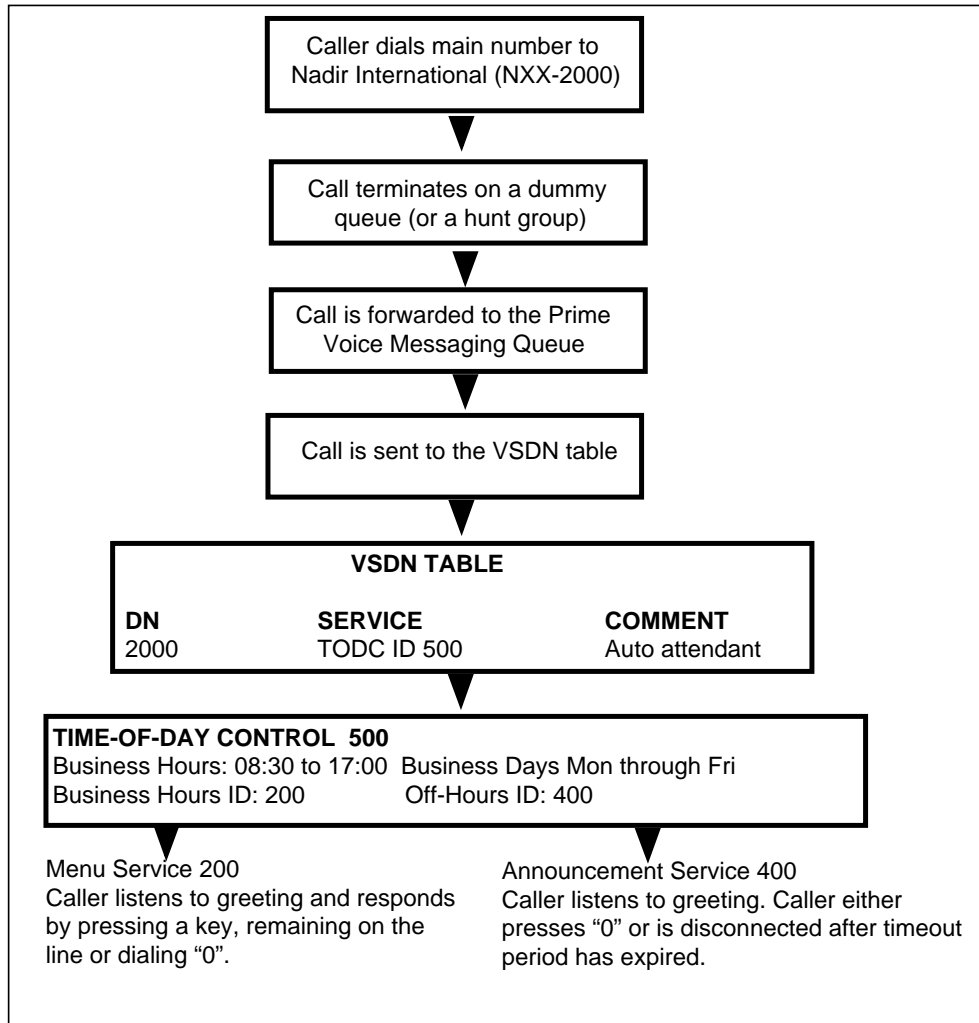 Caller dials main number to
Nadir International (NXX-2000)
Call terminates on a dummy
queue (or a hunt group)
Call is forwarded to the Prime
Voice Messaging Queue
Call is sent to the VSDN table
VSDN TABLE
DN SERVICE COMMENT
2000 TODC ID 500 Auto attendant
TIME-OF-DAY CONTROL 500
Business Hours: 08:30 to 17:00 Business Days Mon through Fri
Business Hours ID: 200 Off-Hours ID: 400
Menu Service 200
Caller listens to greeting and responds
by pressing a key, remaining on the
line or dialing “0”.
Announcement Service 400
Caller listens to greeting. Caller either
presses “0” or is disconnected after timeout
period has expired.